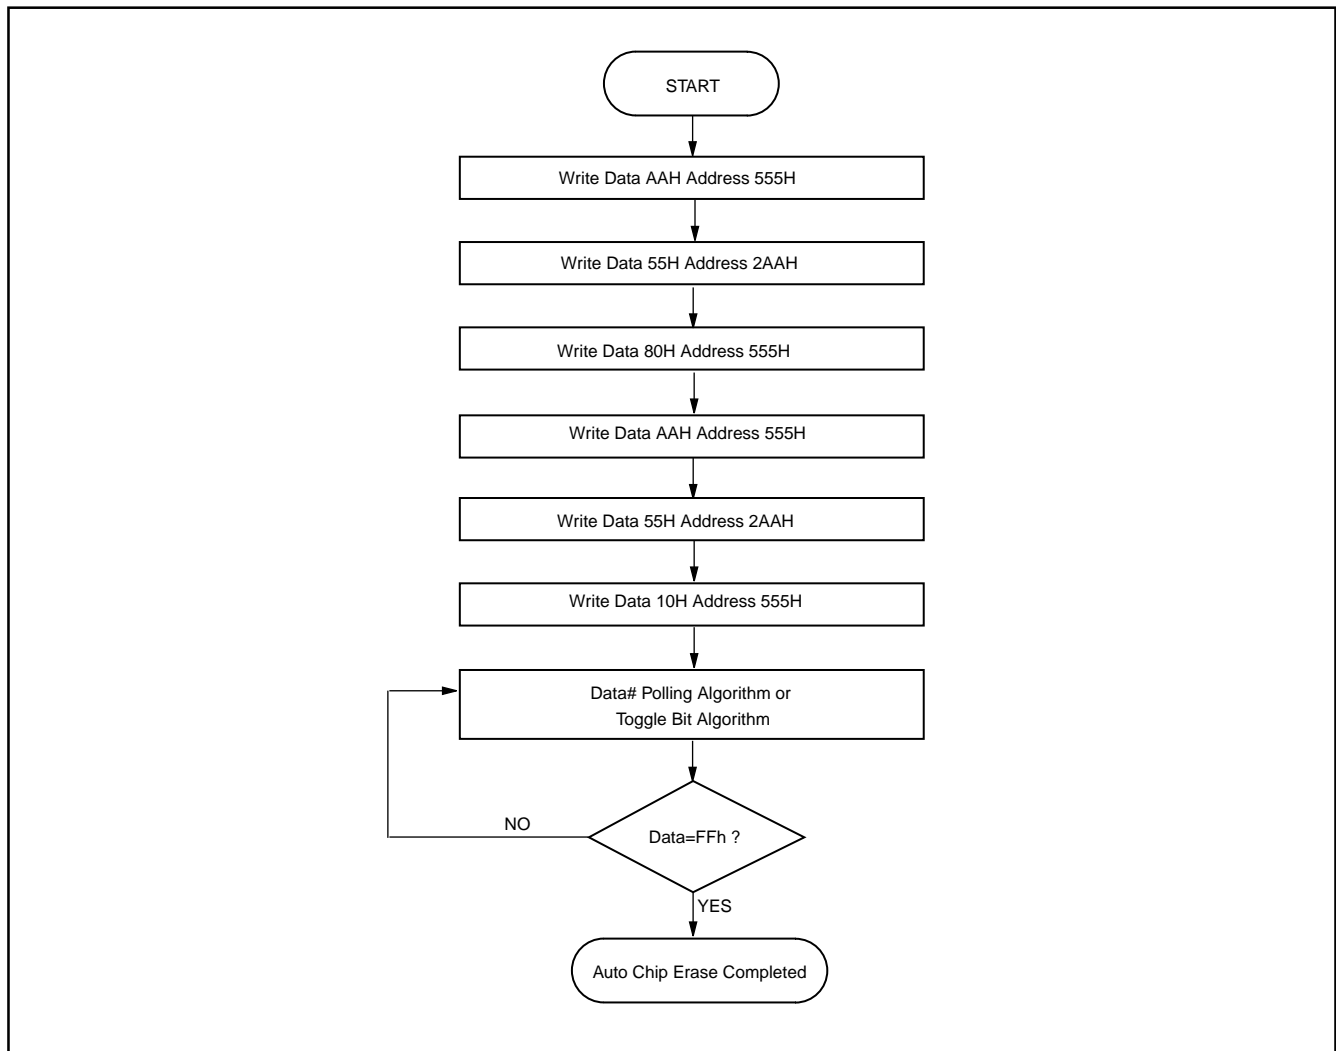 START
Write Data AAH Address 555H
Write Data 55H Address 2AAH
Write Data 80H Address 555H
Write Data AAH Address 555H
Write Data 55H Address 2AAH
Write Data 10H Address 555H
Data# Polling Algorithm or
Toggle Bit Algorithm
NO
Data=FFh ?
YES
Auto Chip Erase Completed